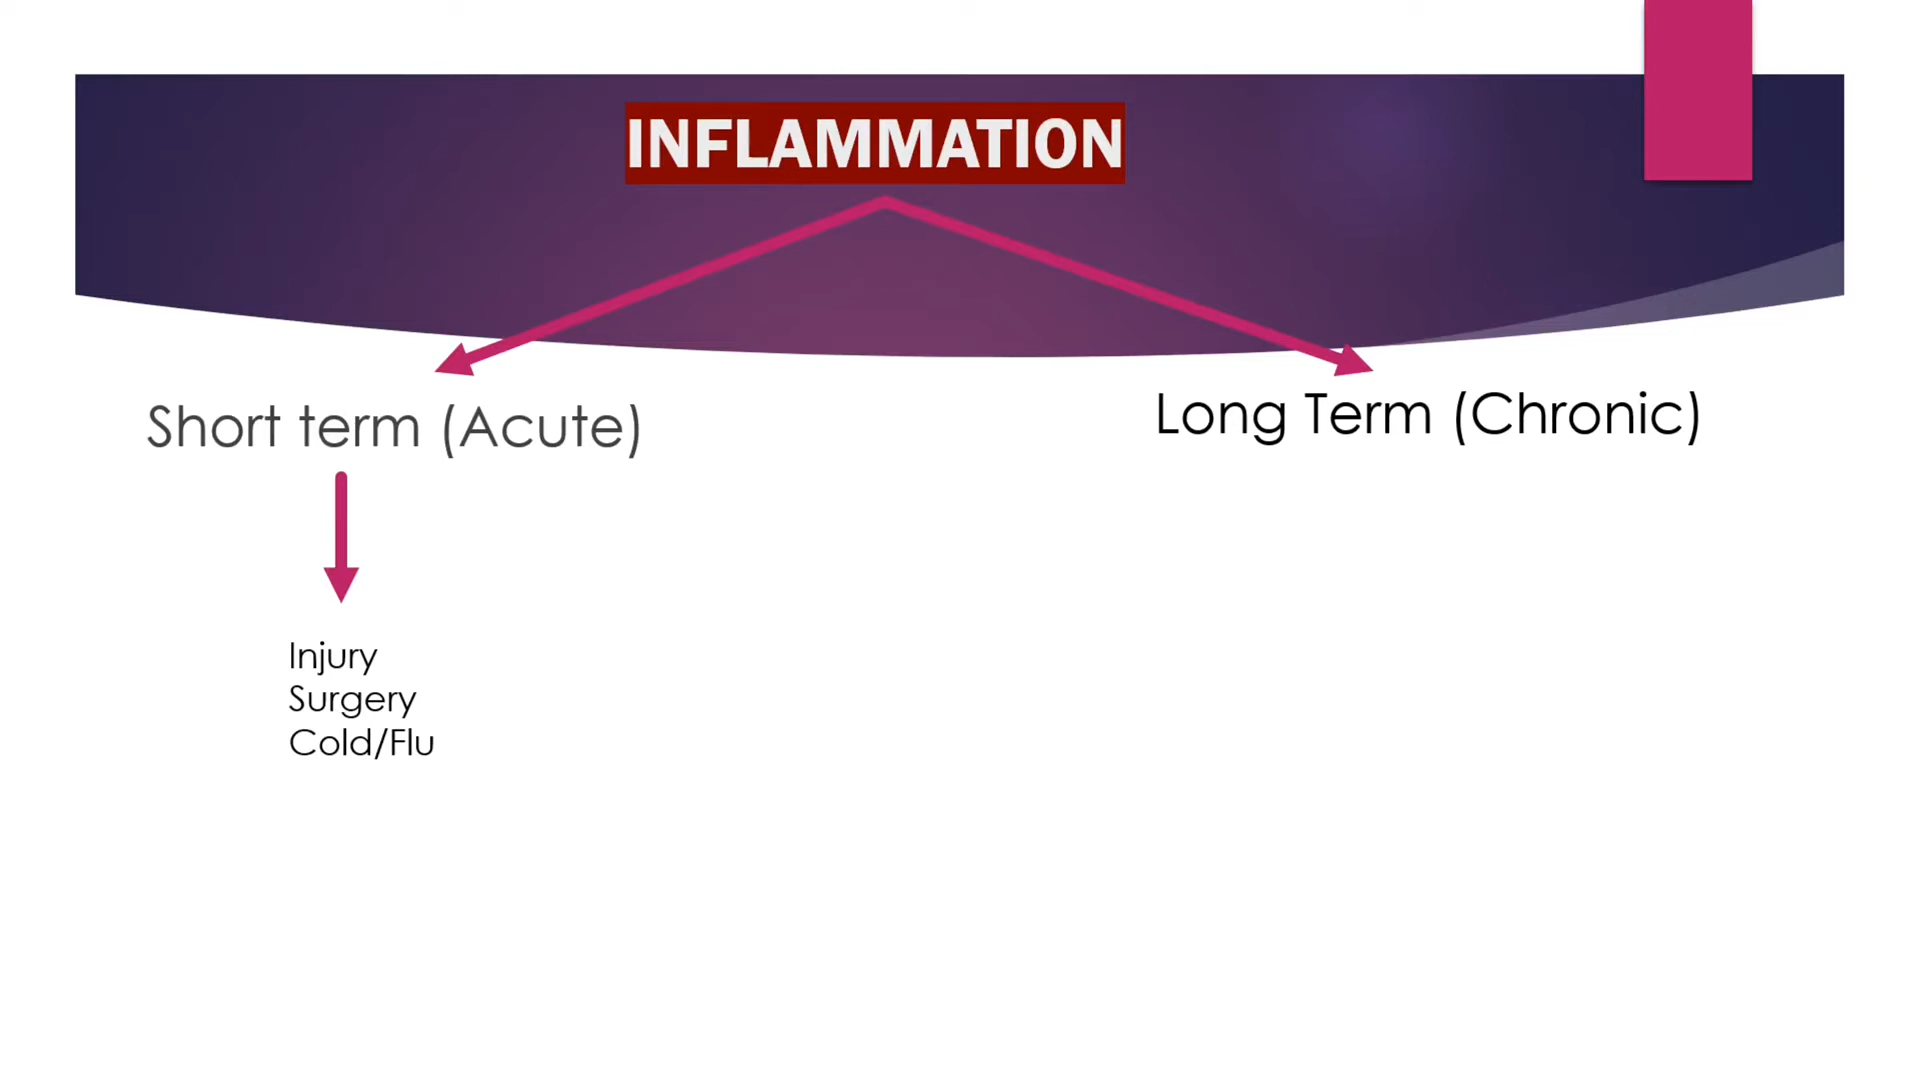 INFLAMMATION
Short term (Acute)
Long Term (Chronic)
Injury
Surgery
Cold/Flu